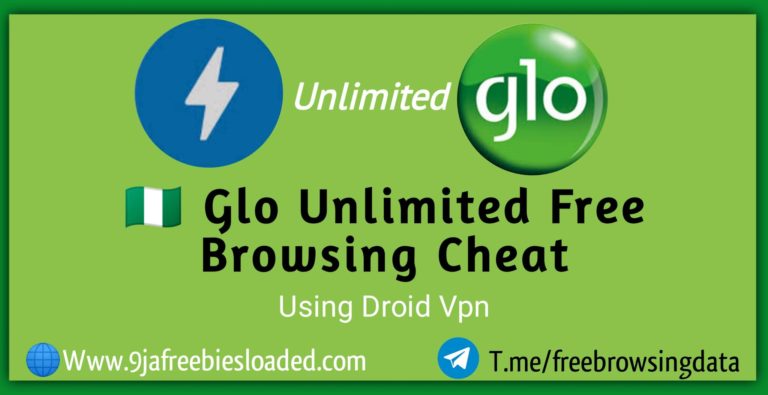 Unlimited
glo
Glo Unlimited Free
Browsing Cheat
Using Droid Vpn
Www.9jafreebiesloaded.com
T.me/freebrowsingdata